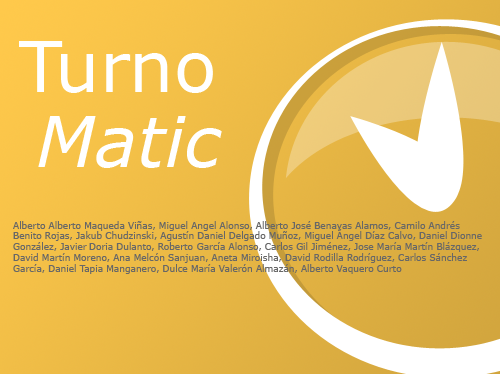 Turno
Matic
Alberto Alberto Maqueda Viñas, Miguel Angel Alonso, Alberto José Benayas Alamos, Camilo Andrés
Benito Rojas, Jakub Chudzinski, Agustín Daniel Delgado Muñoz, Miguel Ángel Díaz Calvo, Daniel Dionne
González, Javier Doria Dulanto, Roberto García Alonso, Carlos Gil Jiménez, Jose María Martín Blázquez,
David Martín Moreno, Ana Melcón Sanjuan, Aneta Miroisha, David Rodilla Rodríguez, Carlos Sánchez
García, Daniel Tapia Manganero, Dulce María Valerón Almazán, Alberto Vaquero Curto